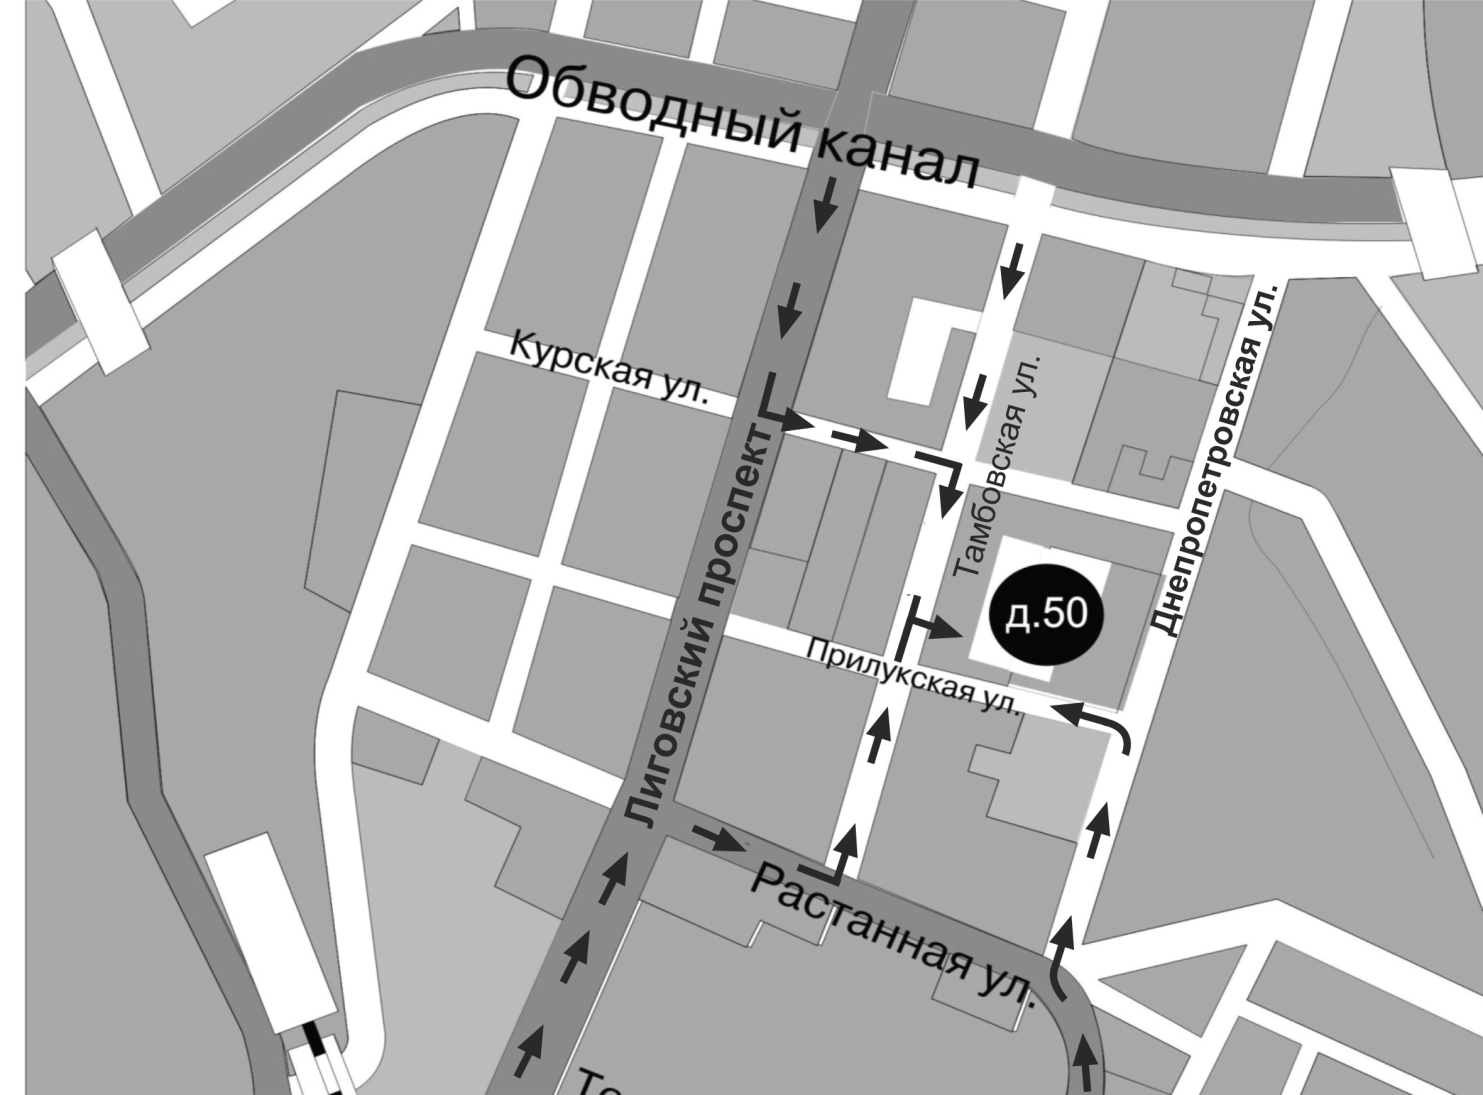 Обводный канал
Курская ул.
Лиговский проспект
Тамбовская ул.
Днепропетровская ул.
д.50
Прилукская ул.
Растанная ул.